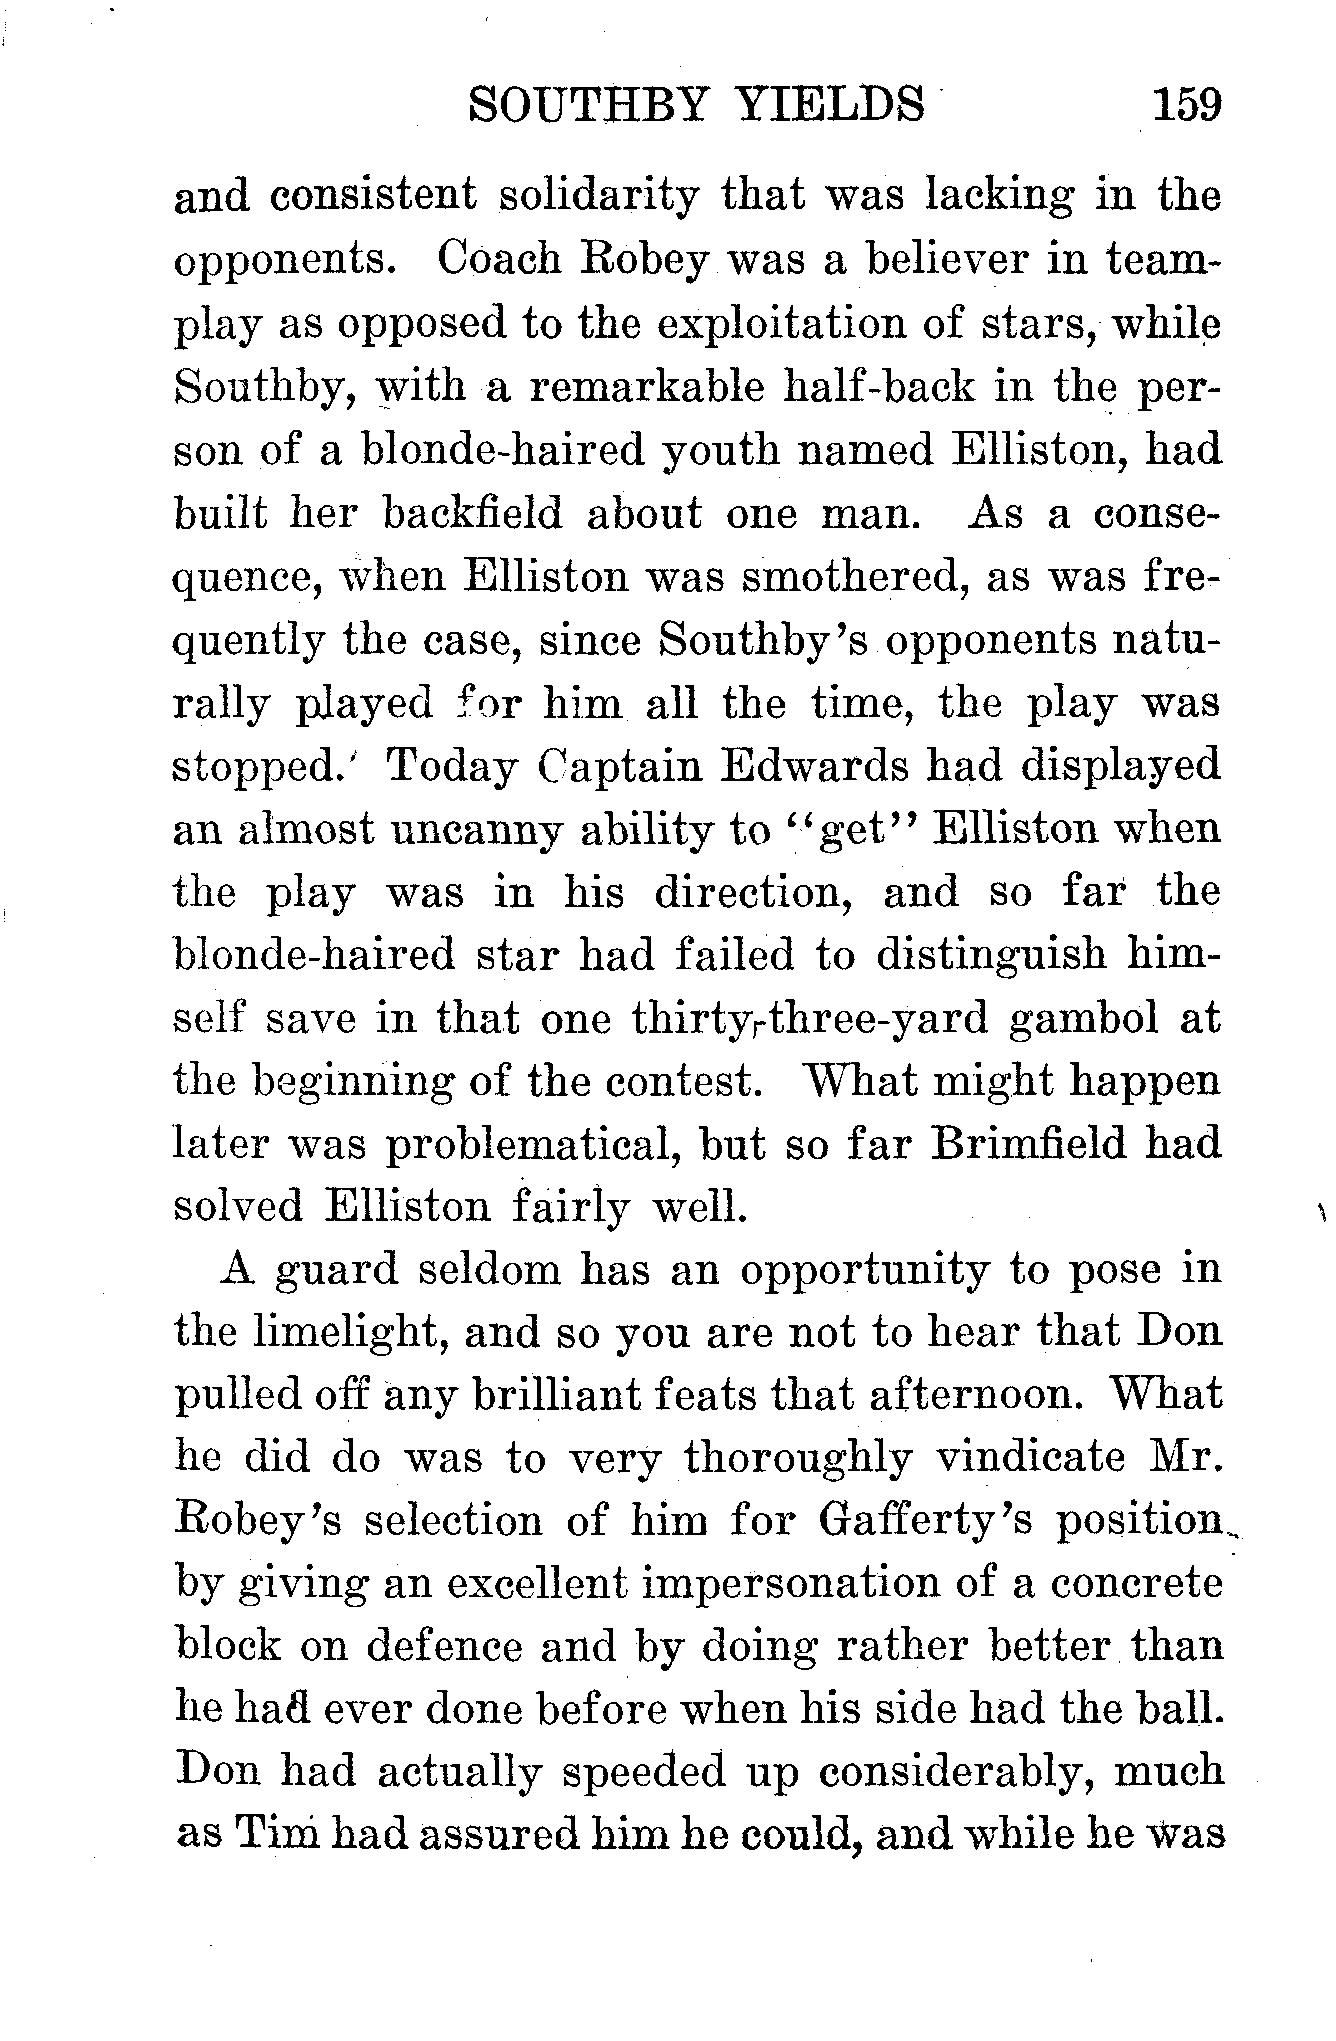 SOUTHBY YIELDS 159
and consistent solidarity that was lacking in the
opponents. Coach Robey was a believer in team-
play as opposed to the exploitation of stars, while
Southby, with a remarkable half-back in the per-
son of a blonde-haired youth named Elliston, had
built her backfield about one man. As a conse-
quence, when Elliston was smothered, as was fre-
quently the case, since Southby's opponents natu-
rally played for him all the time, the play was
stopped. Today Captain Edwards had displayed
an almost uncanny ability to "get" Elliston when
the play was in his direction, and so far the
blonde-haired star had failed to distinguish him-
self save in that one thirty-three-yard gambol at
the beginning of the contest. What might happen
later was problematical, but so far Brimfield had
solved Elliston fairly well.
A guard seldom has an opportunity to pose in
the limelight, and so you are not to hear that Don
pulled off any brilliant feats that afternoon. What
he did do was to very thoroughly vindicate Mr.
Robey's selection of him for Gafferty's position
by giving an excellent impersonation of a concrete
block on defence and by doing rather better than
he had ever done before when his side had the ball.
Don had actually speeded up considerably, much
as Tim had assured him he could, and while he was